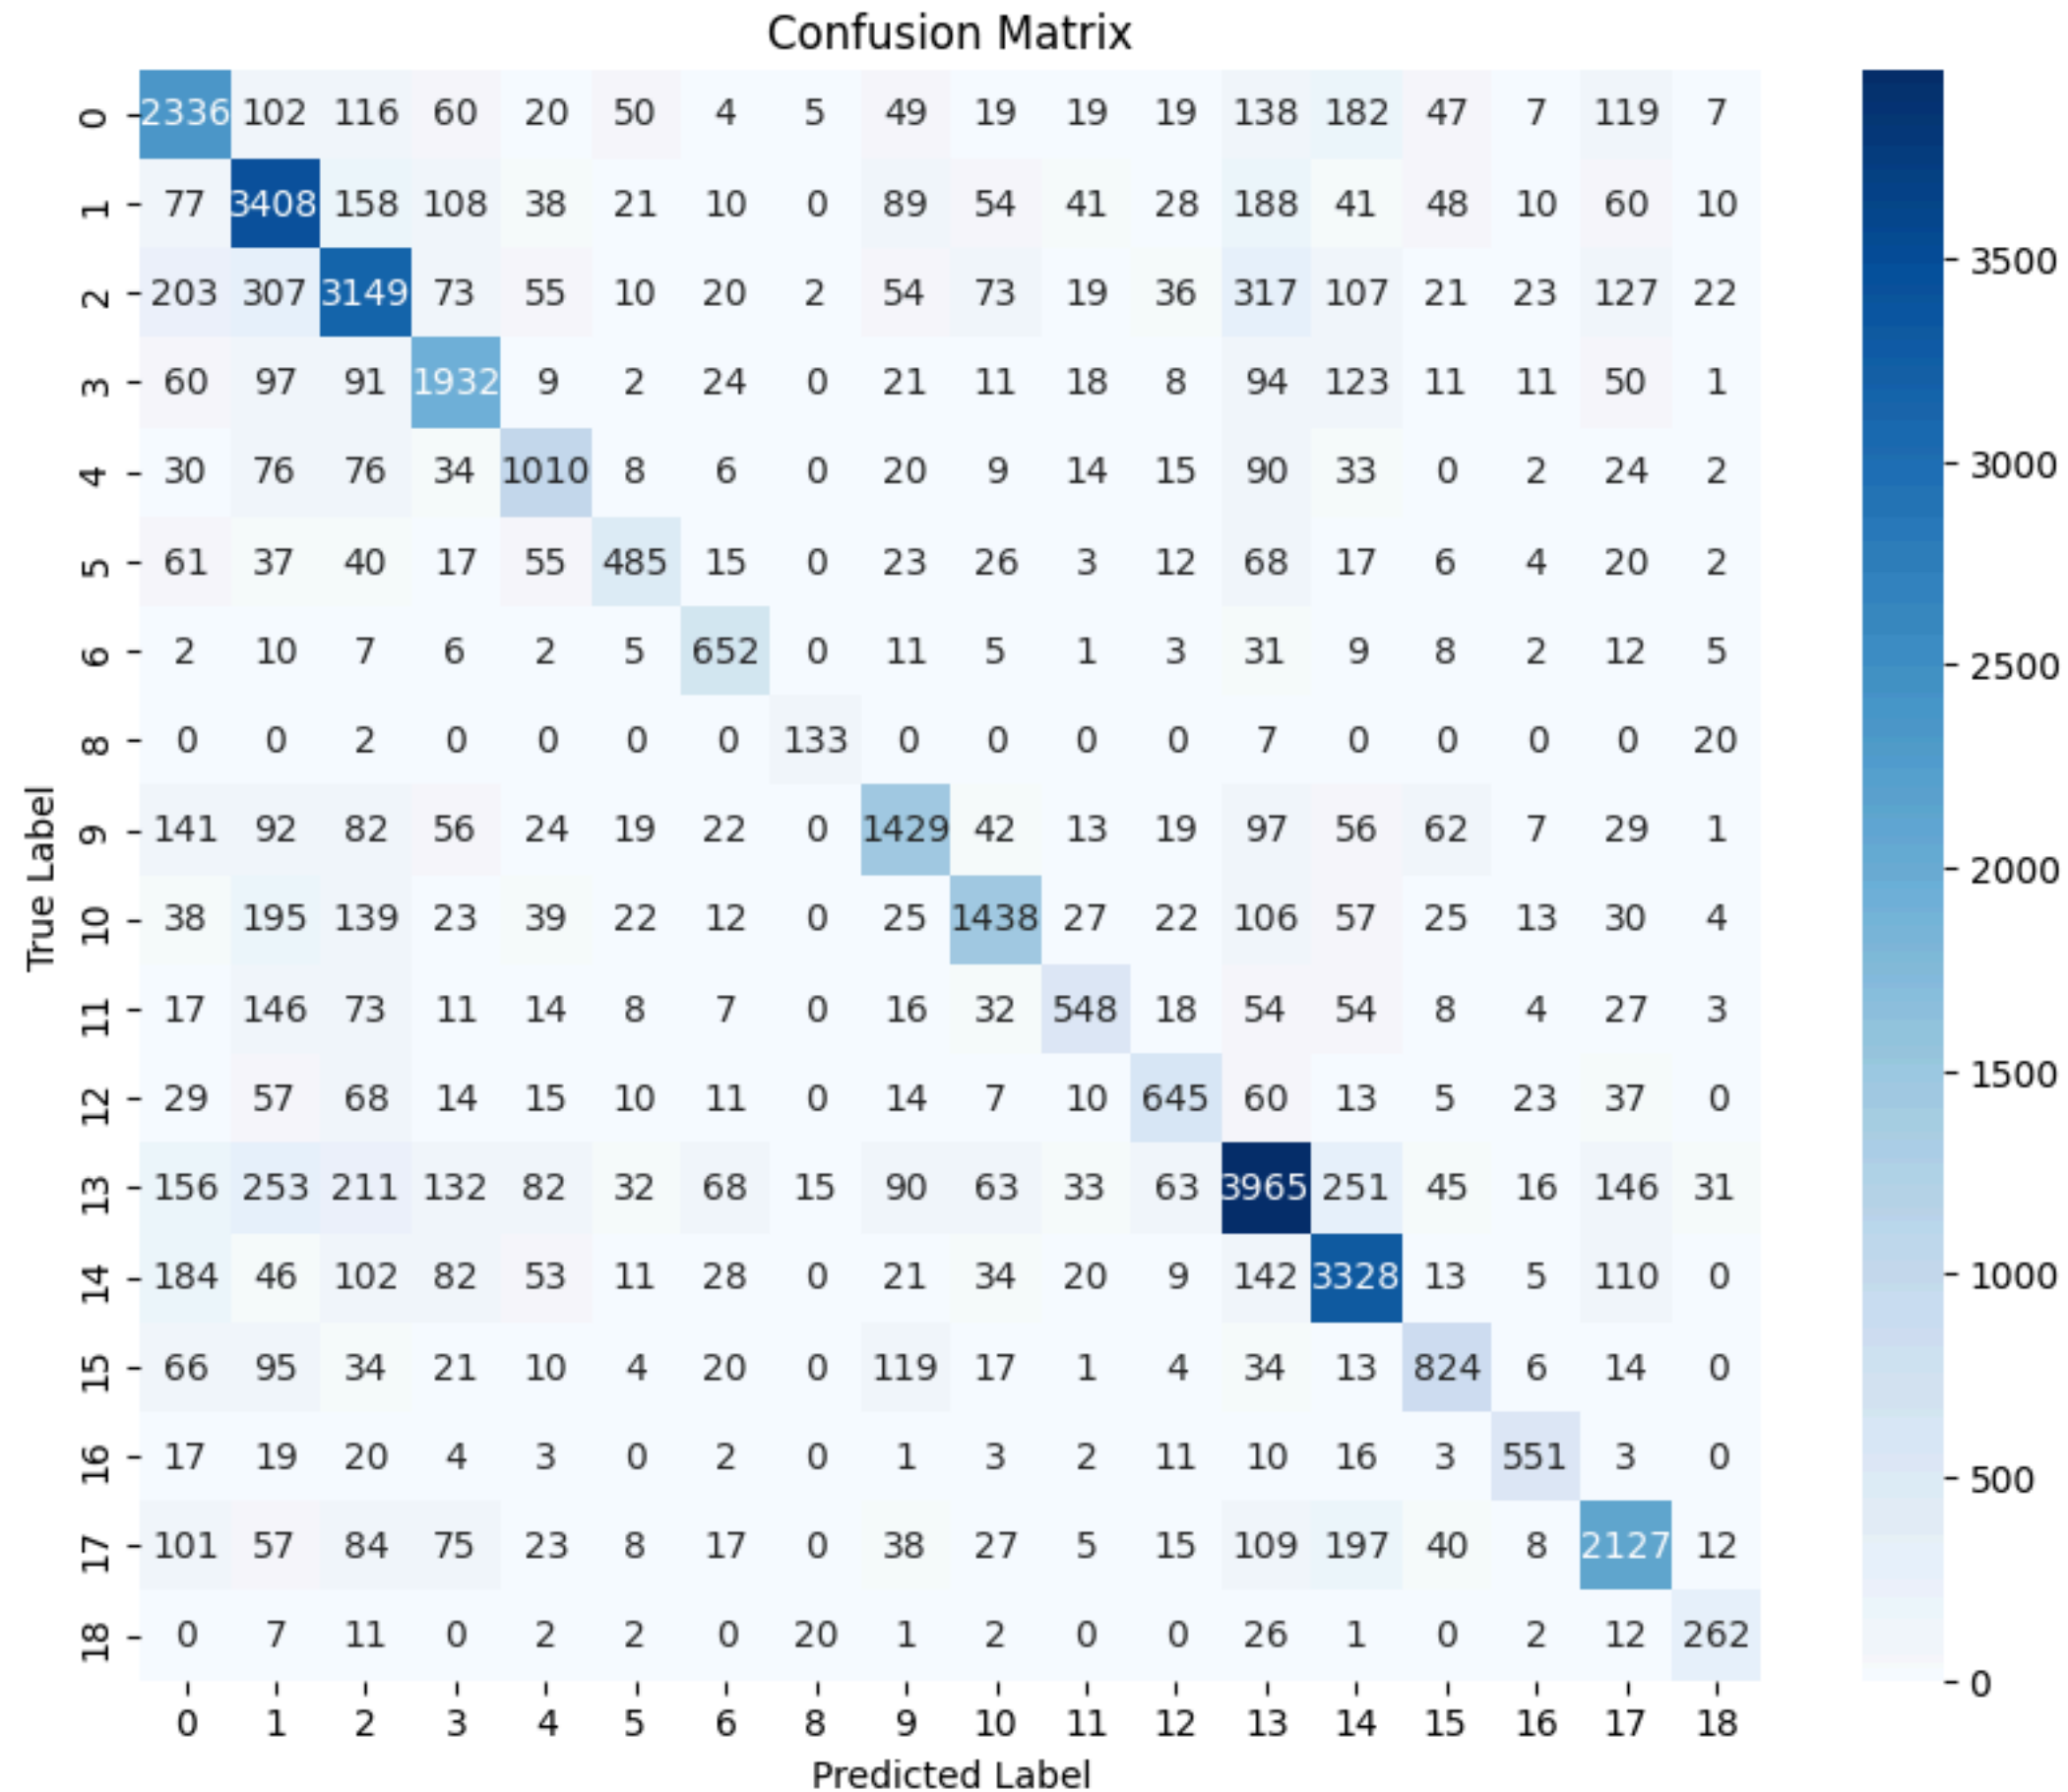 Confusion Matrix
0 2336 102 116 60 20 50 4 5 49 19 19 19 138 182 47 7 119 7
1 77 3408 158 108 38 21 10 0 89 54 41 28 188 41 48 10 60 10
3500
2 203 307 3149 73 55 10 20 2 54 73 19 36 317 107 21 23 127 22
3 60 97 91 1932 9 2 24 0 21 11 18 8 94 123 11 11 50 1
4 30 76 76 34 1010 8 6 0 20 9 14 15 90 33 0 2 24 2
3000
5 61 37 40 17 55 485 15 0 23 26 3 12 68 17 6 4 20 2
6 2 10 7 6 2 5 652 0 11 5 1 3 31 9 8 2 12 5
2500
8 0 0 2 0 0 0 0 133 0 0 0 0 7 0 0 0 0 20
9 141 92 82 56 24 19 22 0 1429 42 13 19 97 56 62 7 29 1
2000
True Label
10 38 195 139 23 39 22 12 0 25 1438 27 22 106 57 25 13 30 4
11 17 146 73 11 14 8 7 0 16 32 548 18 54 54 8 4 27 3
1500
12 29 57 68 14 15 10 11 0 14 7 10 645 60 13 5 23 37 0
13 156 253 211 132 82 32 68 15 90 63 33 63 3965 251 45 16 146 31
14 184 46 102 82 53 11 28 0 21 34 20 9 142 3328 13 5 110 0
1000
15 66 95 34 21 10 4 20 0 119 17 1 4 34 13 824 6 14 0
16 17 19 20 4 3 0 2 0 1 3 2 11 10 16 3 551 3 0
500
17 101 57 84 75 23 8 17 0 38 27 5 15 109 197 40 8 2127 12
18 0 7 11 0 2 2 0 20 1 2 0 0 26 1 0 2 12 262
0
0 1 2 3 4 5 6 8 9 10 11 12 13 14 15 16 17 18
Predicted Label